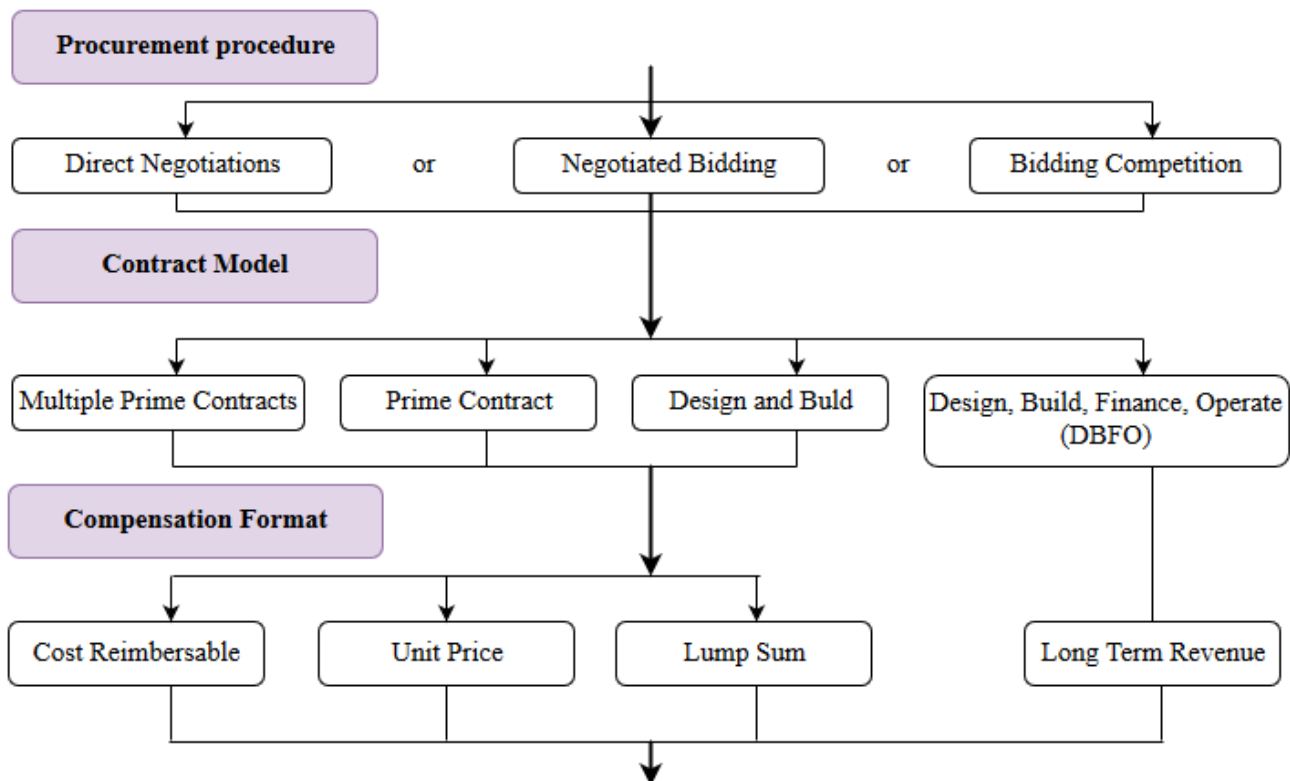 Procurement procedure
Direct Negotiations
or
Negotiated Bidding
or
Bidding Competition
Contract Model
Multiple Prime Contracts
Prime Contract
Design and Buld
Design, Build, Finance, Operate
(DBFO)
Compensation Format
Cost Reimbersable
Unit Price
Lump Sum
Long Term Revenue